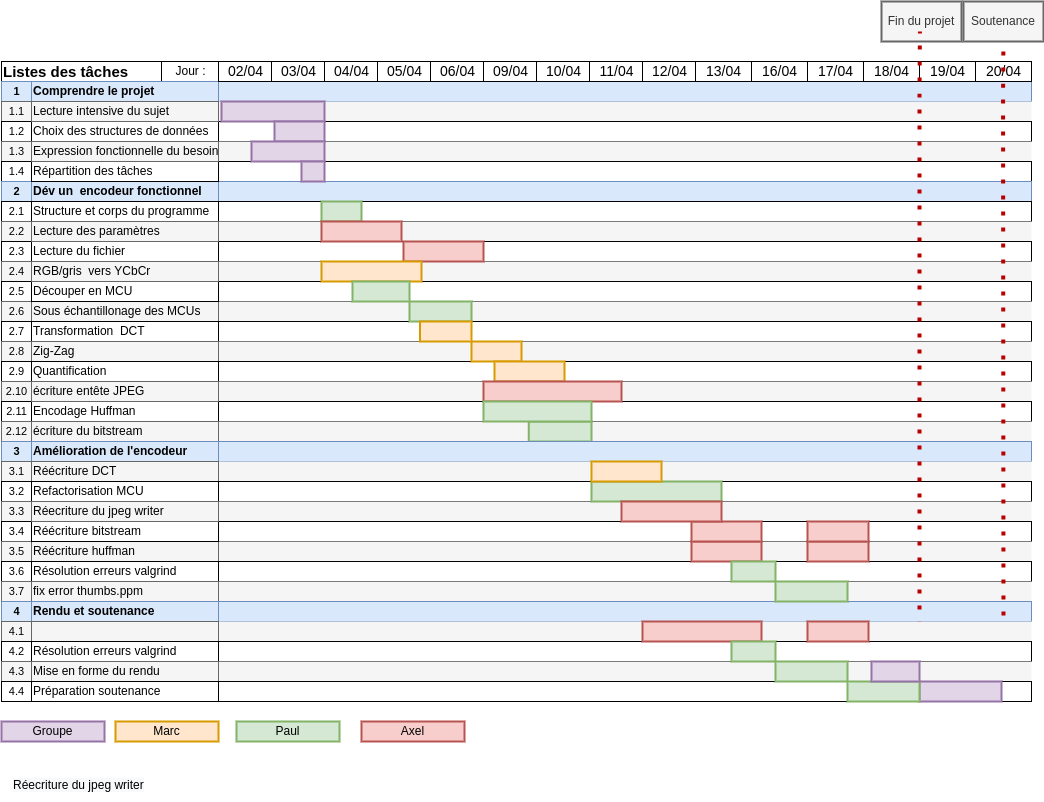 Fin du projet Soutenance
Listes des tâches Jour : 02/04 03/04 04/04 05/04 06/04 09/04 10/04 11/04 12/04 13/04 16/04 17/04 18/04 19/04 20/04
1 Comprendre le projet
1.1 Lecture intensive du sujet
1.2 Choix des structures de données
1.3 Expression fonctionnelle du besoin
1.4 Répartition des tâches
2 Dév un encodeur fonctionnel
2.1 Structure et corps du programme
2.2 Lecture des paramètres
2.3 Lecture du fichier
2.4 RGB/gris vers YCbCr
2.5 Découper en MCU
2.6 Sous échantillonage des MCUs
2.7 Transformation DCT
2.8 Zig-Zag
2.9 Quantification
2.10 écriture entête JPEG
2.11 Encodage Huffman
2.12 écriture du bitstream
3 Amélioration de l'encodeur
3.1 Réécriture DCT
3.2 Refactorisation MCU
3.3 Réecriture du jpeg writer
3.4 Réécriture bitstream
3.5 Réécriture huffman
3.6 Résolution erreurs valgrind
3.7 fix error thumbs.ppm
4 Rendu et soutenance
4.1
4.2 Résolution erreurs valgrind
4.3 Mise en forme du rendu
4.4 Préparation soutenance
Groupe Marc Paul Axel
Réecriture du jpeg writer